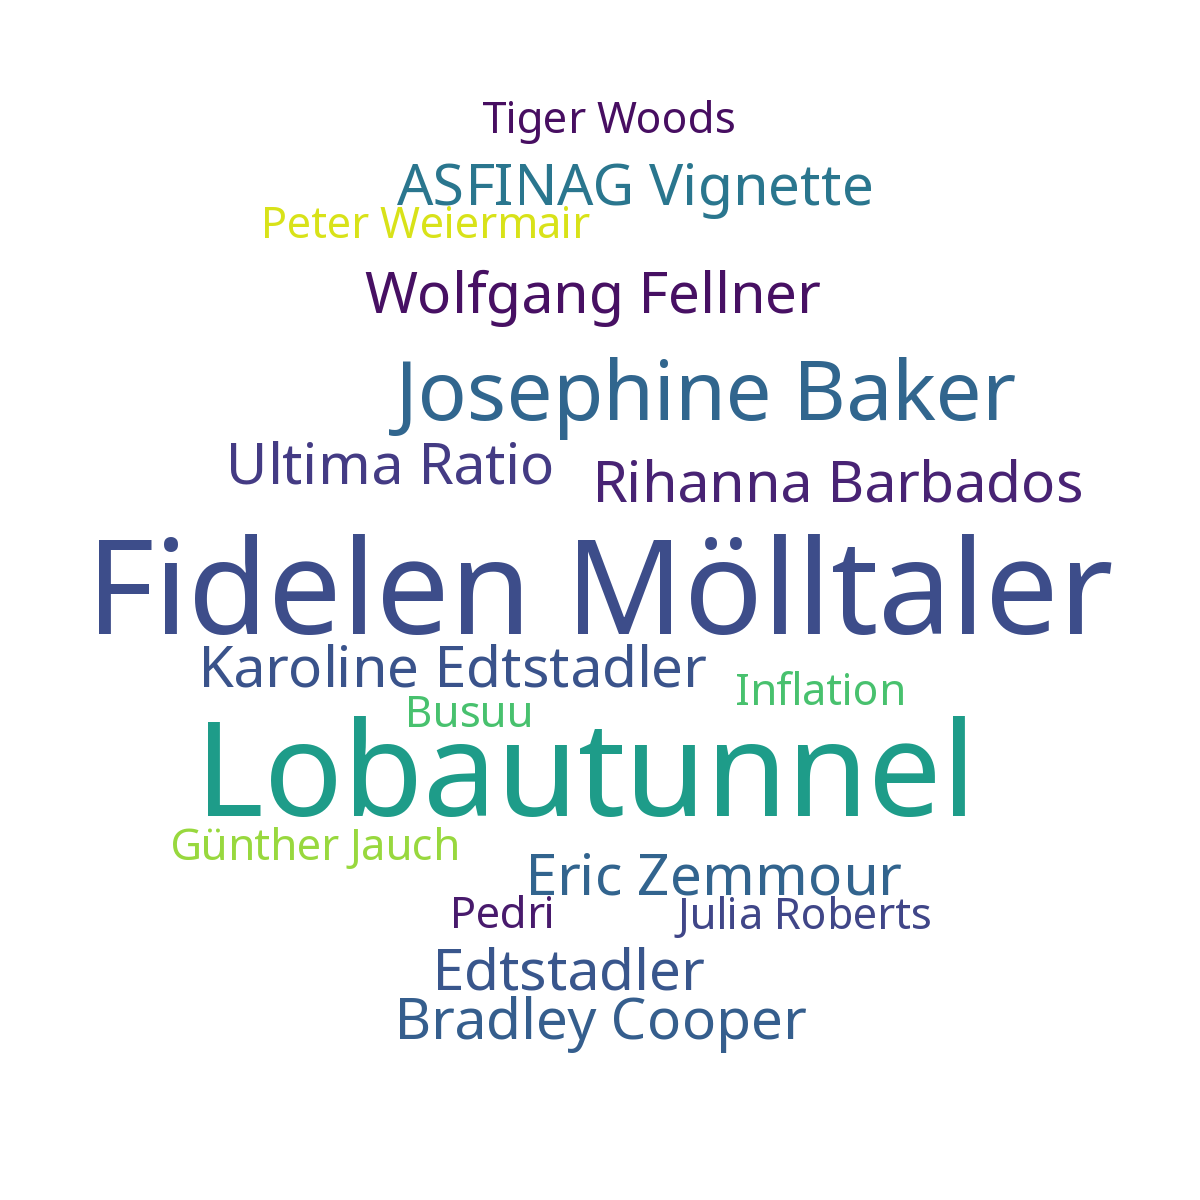 Tiger Woods
ASFINAG Vignette
Peter Weiermair
Wolfgang Fellner
Josephine Baker
Ultima Ratio
Rihanna Barbados
Fidelen Mölltaler
Karoline Edtstadler
Inflation
Busuu
Lobautunnel
Günther Jauch
Eric Zemmour
Pedri
Julia Roberts
Edtstadler
Bradley Cooper